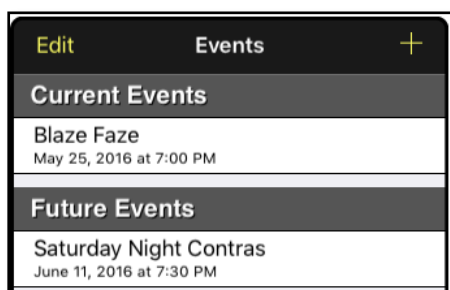 Edit Events +
Current Events
Blaze Faze
May 25, 2016 at 7:00 PM
Future Events
Saturday Night Contras
June 11, 2016 at 7:30 PM